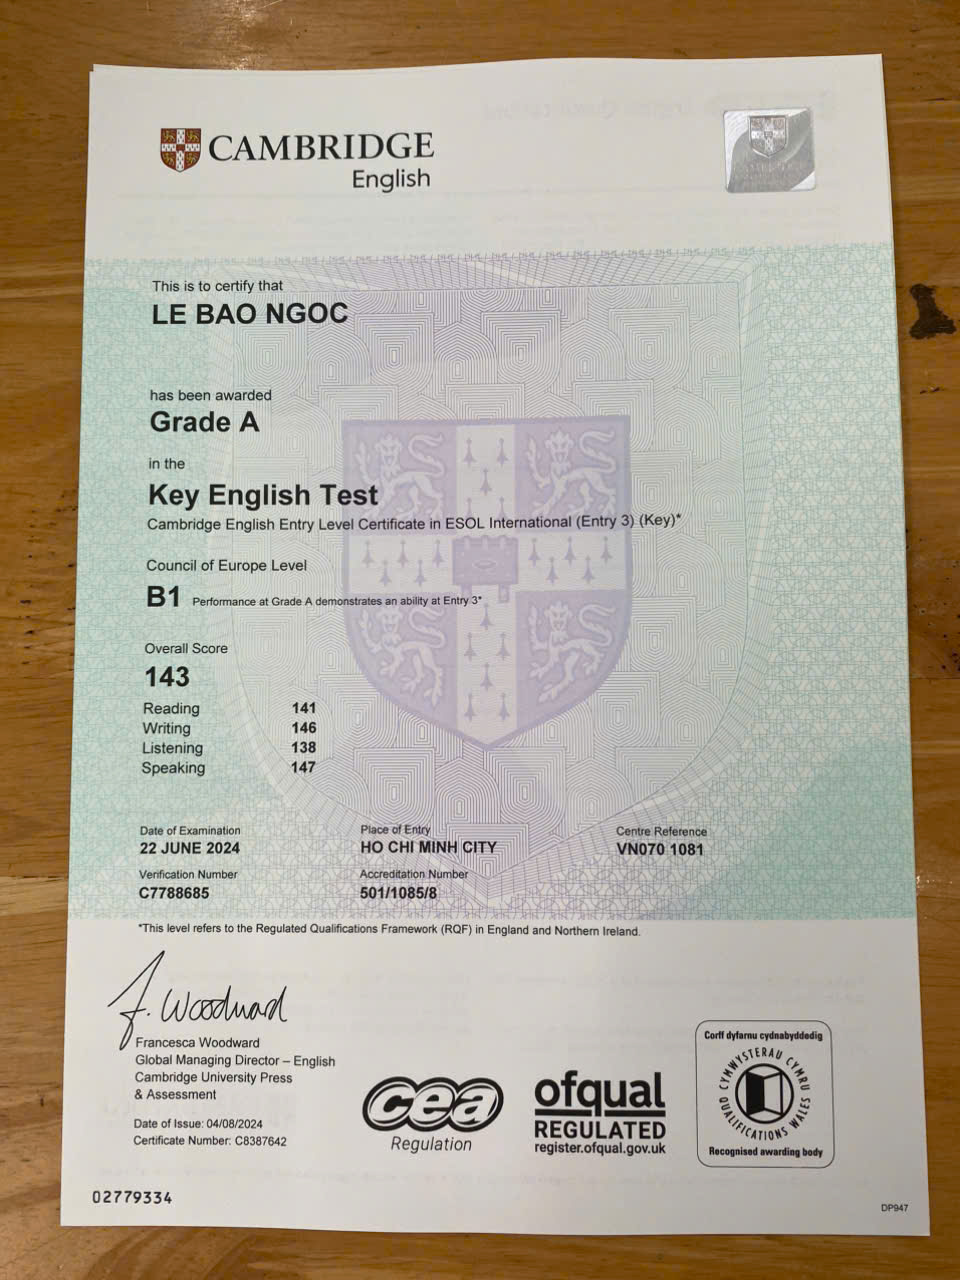 CAMBRIDGE
English
This is to certify that
LE BAO NGOC
has been awarded
Grade A
in the
Key English Test
Cambridge English Entry Level Certificate in ESOL International (Entry 3) (Key)*
Council of Europe Level
B1 Performance at Grade A demonstrates an ability at Entry 3*
Overall Score
143
Reading 141
Writing 146
Listening 138
Speaking 147
Date of Examination Place of Entry Centre Reference
22 JUNE 2024 HO CHI MINH CITY VN070 1081
Verification Number Accreditation Number
C7788685 501/1085/8
*This level refers to the Regulated Qualifications Framework (RQF) in England and Northern Ireland.
F. Woodward
Francesca Woodward
Global Managing Director – English
Cambridge University Press
& Assessment
Date of Issue: 04/08/2024
Certificate Number: C8387642
cea
Regulation
ofqual
REGULATED
register.ofqual.gov.uk
Corff dyfarnu cydnabyddedig
CYMWYSTERAU CYMRU
QUALIFICATIONS WALES
Recognised awarding body
02779334
DP947